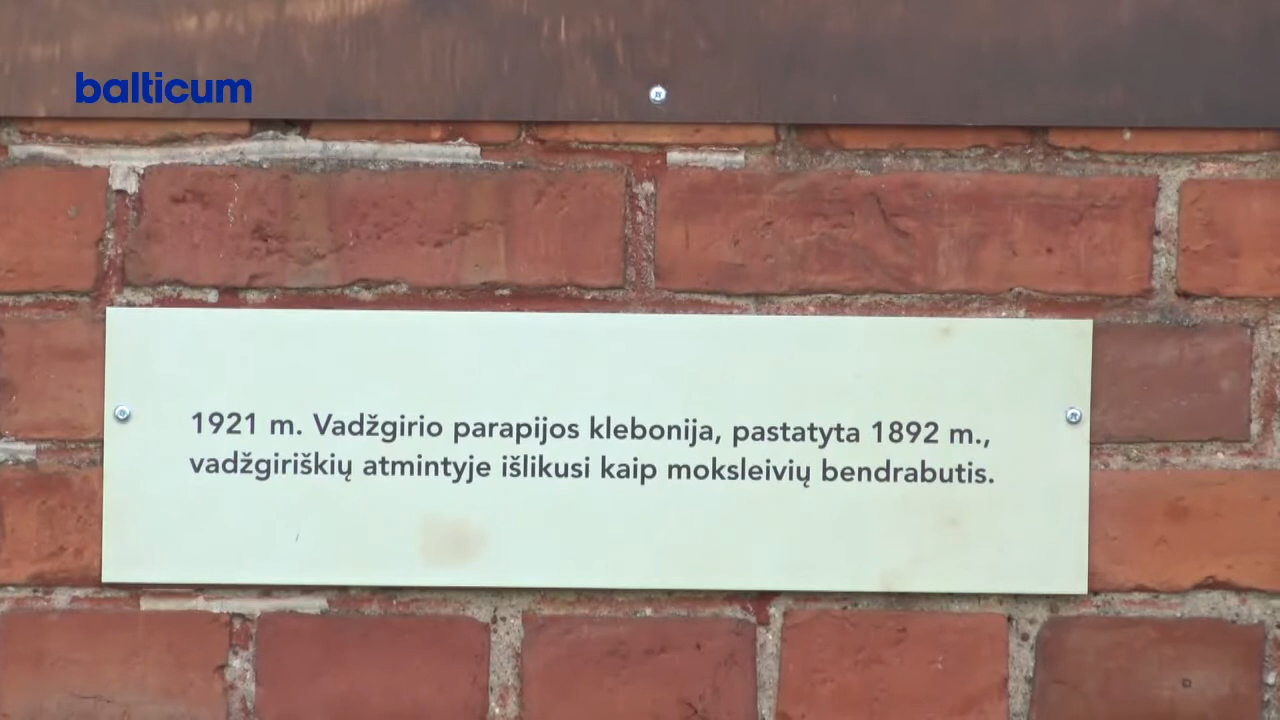 balticum
1921 m. Vadžgirio parapijos klebonija, pastatyta 1892 m.,
vadžgiriškių atmintyje išlikusi kaip moksleivių bendrabutis.